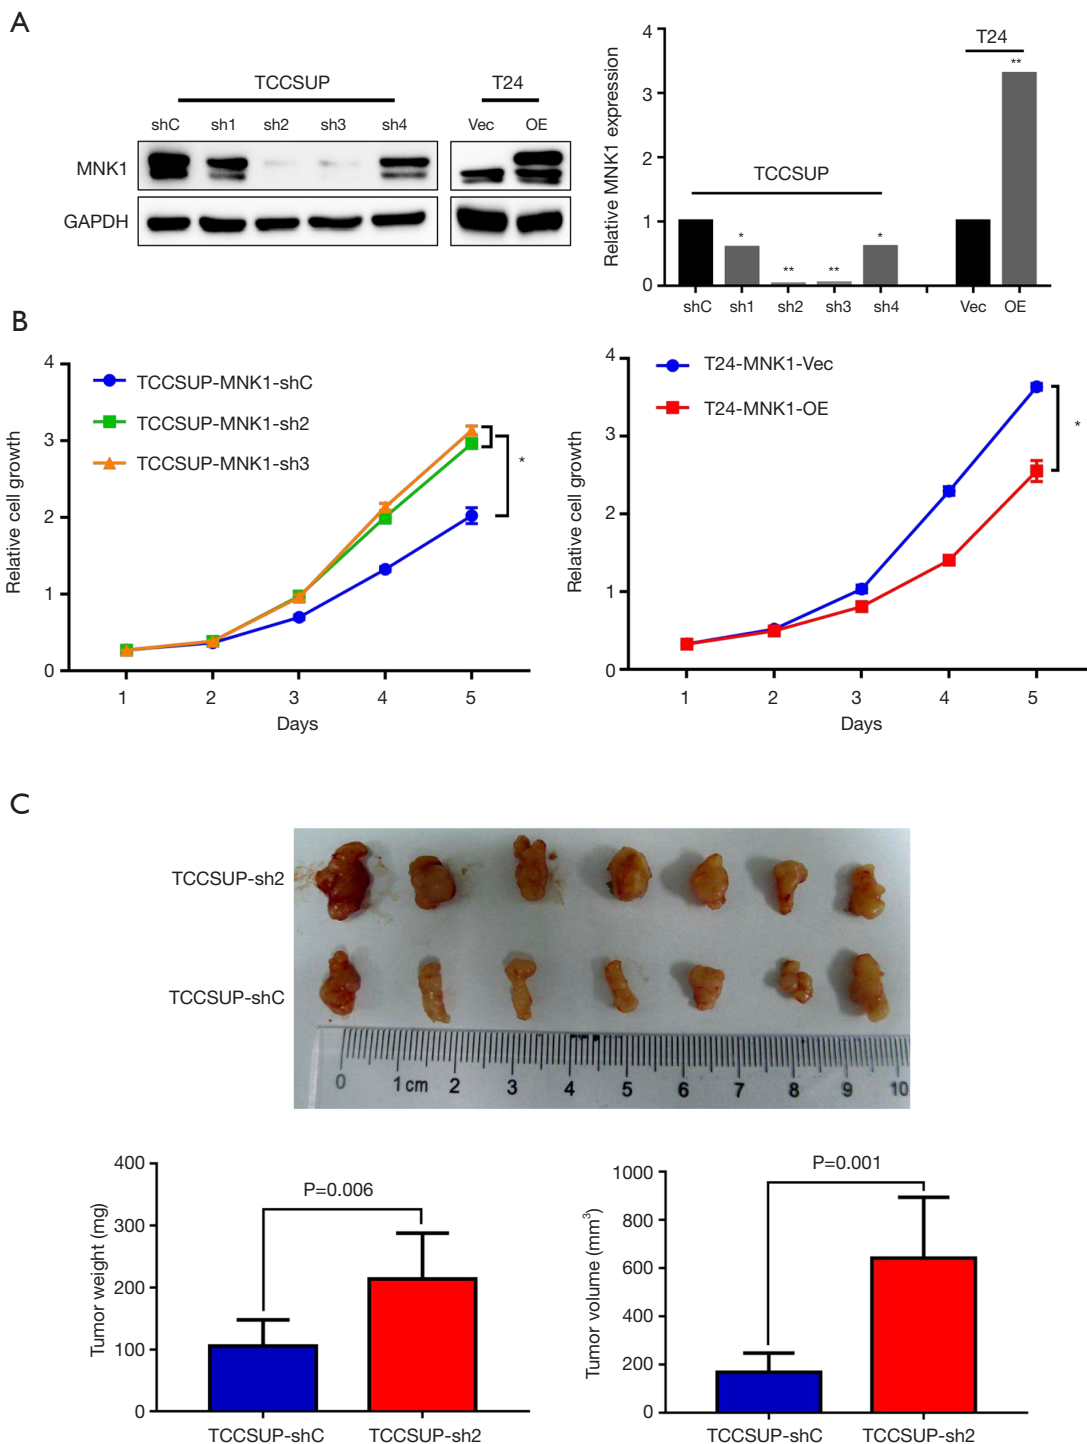 A
TCCSUP
T24
shC sh1 sh2 sh3 sh4 Vec OE
MNK1
GAPDH
Relative MNK1 expression
4
3
2
1
0
T24
**
TCCSUP
*
**
**
*
shC sh1 sh2 sh3 sh4 Vec OE
B
Relative cell growth
4
3
2
1
0
TCCSUP-MNK1-shC
TCCSUP-MNK1-sh2
TCCSUP-MNK1-sh3
*
1 2 3 4 5
Days
Relative cell growth
4
3
2
1
0
T24-MNK1-Vec
T24-MNK1-OE
*
1 2 3 4 5
Days
C
TCCSUP-sh2
TCCSUP-shC
0 1 cm 2 3 4 5 6 7 8 9 10
Tumor weight (mg)
400
300
200
100
0
P=0.006
TCCSUP-shC TCCSUP-sh2
Tumor volume (mm³)
1000
800
600
400
200
0
P=0.001
TCCSUP-shC TCCSUP-sh2